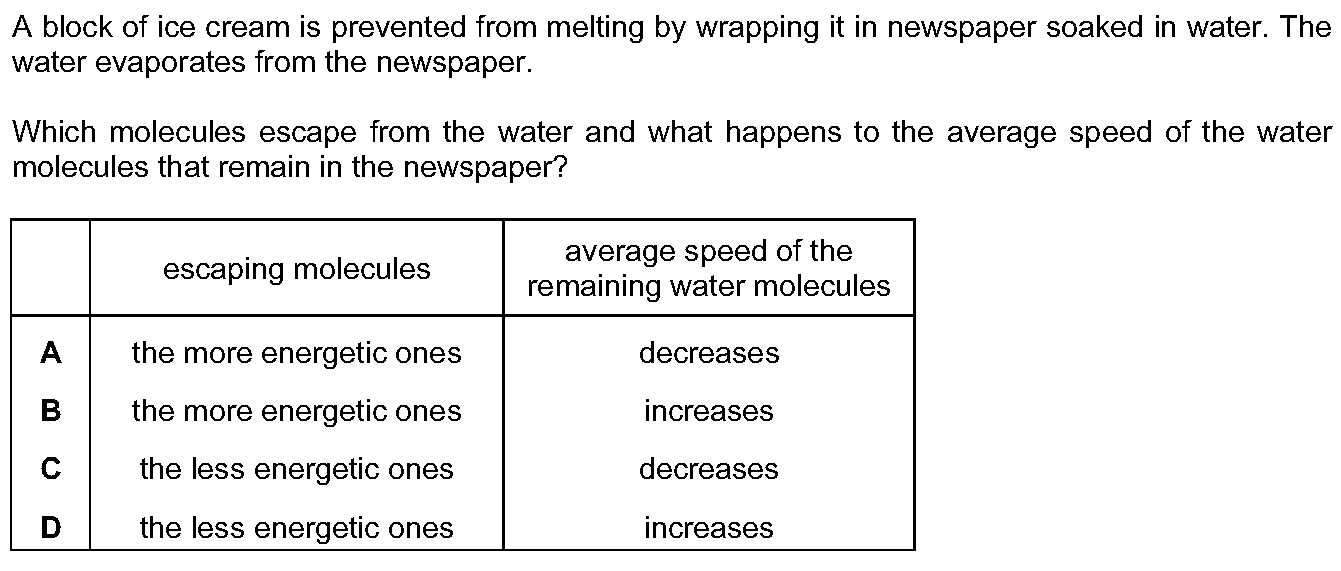 A block of ice cream is prevented from melting by wrapping it in newspaper soaked in water. The
water evaporates from the newspaper.
Which molecules escape from the water and what happens to the average speed of the water
molecules that remain in the newspaper?
escaping molecules
average speed of the
remaining water molecules
A the more energetic ones decreases
B the more energetic ones increases
C the less energetic ones decreases
D the less energetic ones increases